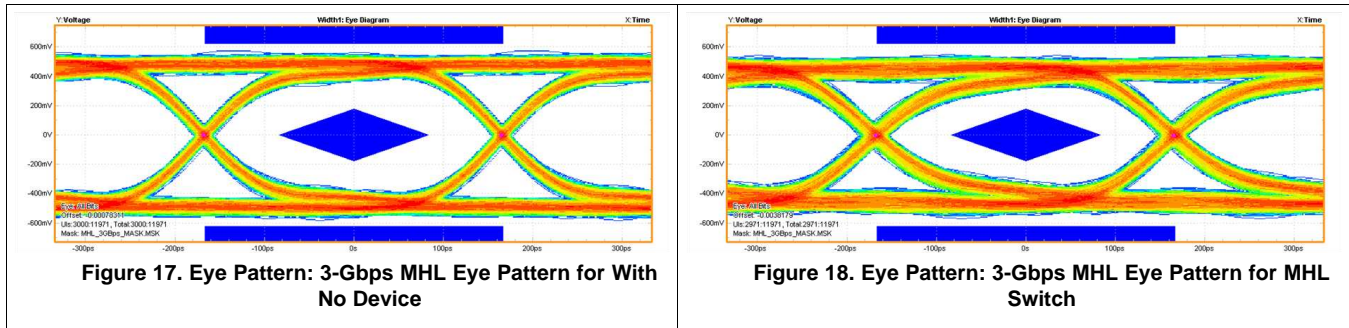 Y:Voltage
Width1: Eye Diagram
X:Time
600mV
400mV
200mV
0V
-200mV
-400mV
-600mV
Eye: All Bits
Offset: -0.00078311
UIs:3000:11971, Total:3000:11971
Mask: MHL_3GBps_MASK.MSK
-300ps
-200ps
-100ps
0s
100ps
200ps
300ps
Figure 17. Eye Pattern: 3-Gbps MHL Eye Pattern for With
No Device
Y:Voltage
Width1: Eye Diagram
X:Time
600mV
400mV
200mV
0V
-200mV
-400mV
-600mV
Eye: All Bits
Offset: -0.0038179
UIs:2971:11971, Total:2971:11971
Mask: MHL_3GBps_MASK.MSK
-300ps
-200ps
-100ps
0s
100ps
200ps
300ps
Figure 18. Eye Pattern: 3-Gbps MHL Eye Pattern for MHL
Switch